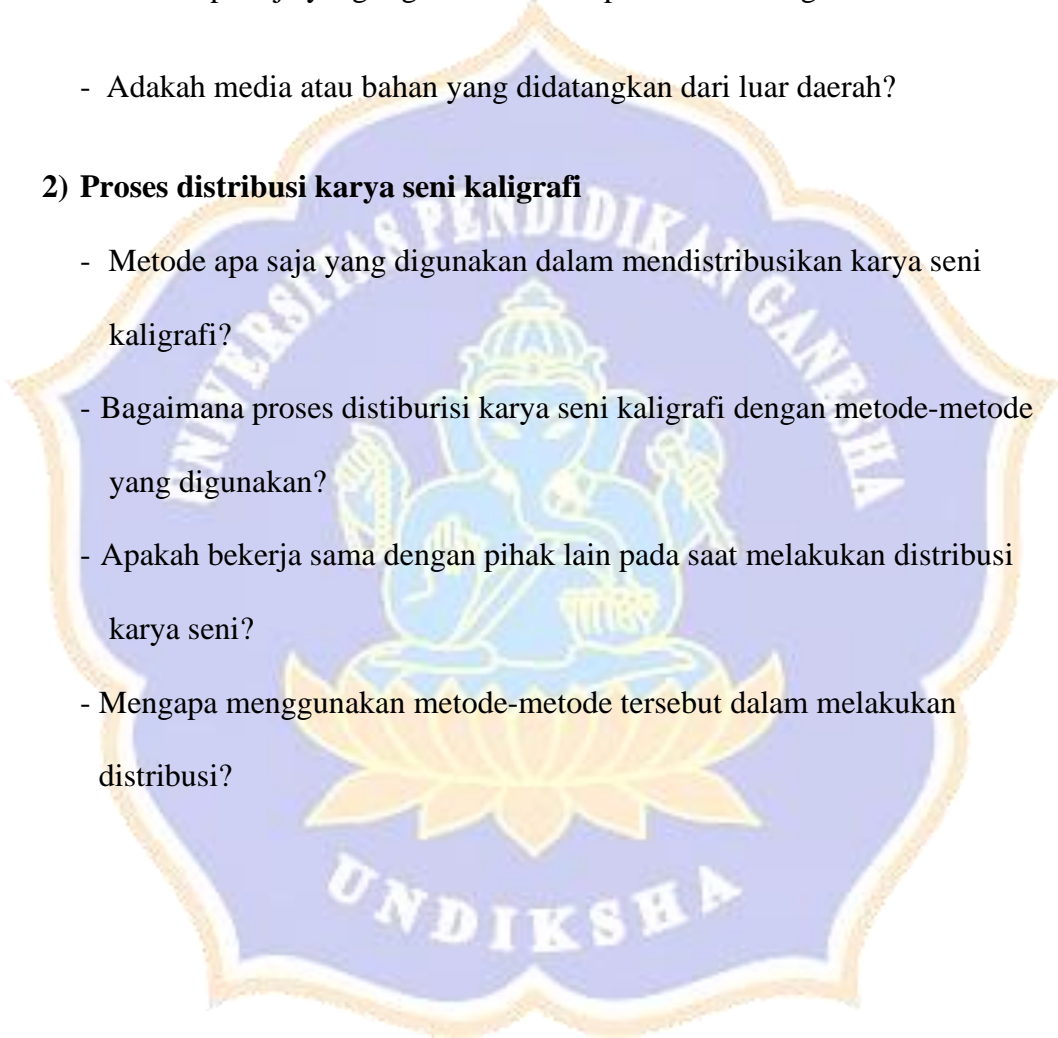 - Adakah media atau bahan yang didatangkan dari luar daerah?
2) Proses distribusi karya seni kaligrafi
- Metode apa saja yang digunakan dalam mendistribusikan karya seni
kaligrafi?
- Bagaimana proses distiburisi karya seni kaligrafi dengan metode-metode
yang digunakan?
- Apakah bekerja sama dengan pihak lain pada saat melakukan distribusi
karya seni?
- Mengapa menggunakan metode-metode tersebut dalam melakukan
distribusi?
UNIVERSITAS PENDIDIKAN GANESHA
UNDIKSHA